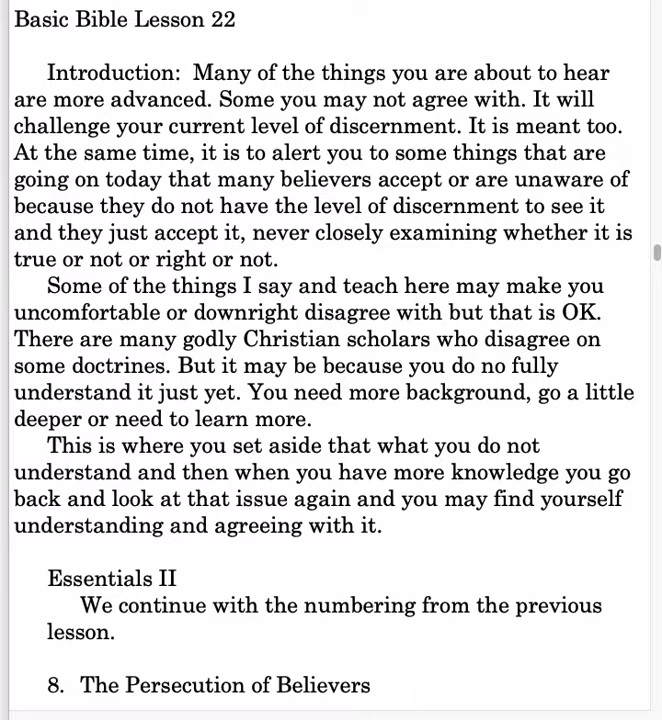 Basic Bible Lesson 22
Introduction:  Many of the things you are about to hear
are more advanced. Some you may not agree with. It will
challenge your current level of discernment. It is meant too.
At the same time, it is to alert you to some things that are
going on today that many believers accept or are unaware of
because they do not have the level of discernment to see it
and they just accept it, never closely examining whether it is
true or not or right or not.
Some of the things I say and teach here may make you
uncomfortable or downright disagree with but that is OK.
There are many godly Christian scholars who disagree on
some doctrines. But it may be because you do no fully
understand it just yet. You need more background, go a little
deeper or need to learn more.
This is where you set aside that what you do not
understand and then when you have more knowledge you go
back and look at that issue again and you may find yourself
understanding and agreeing with it.
Essentials II
We continue with the numbering from the previous
lesson.
8.  The Persecution of Believers